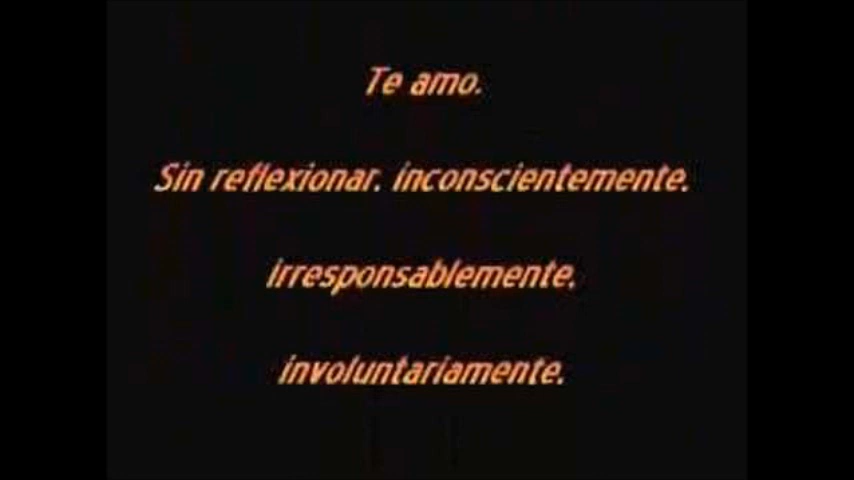 Te amo.
Sin reflexionar, inconscientemente,
irresponsablemente,
involuntariamente,